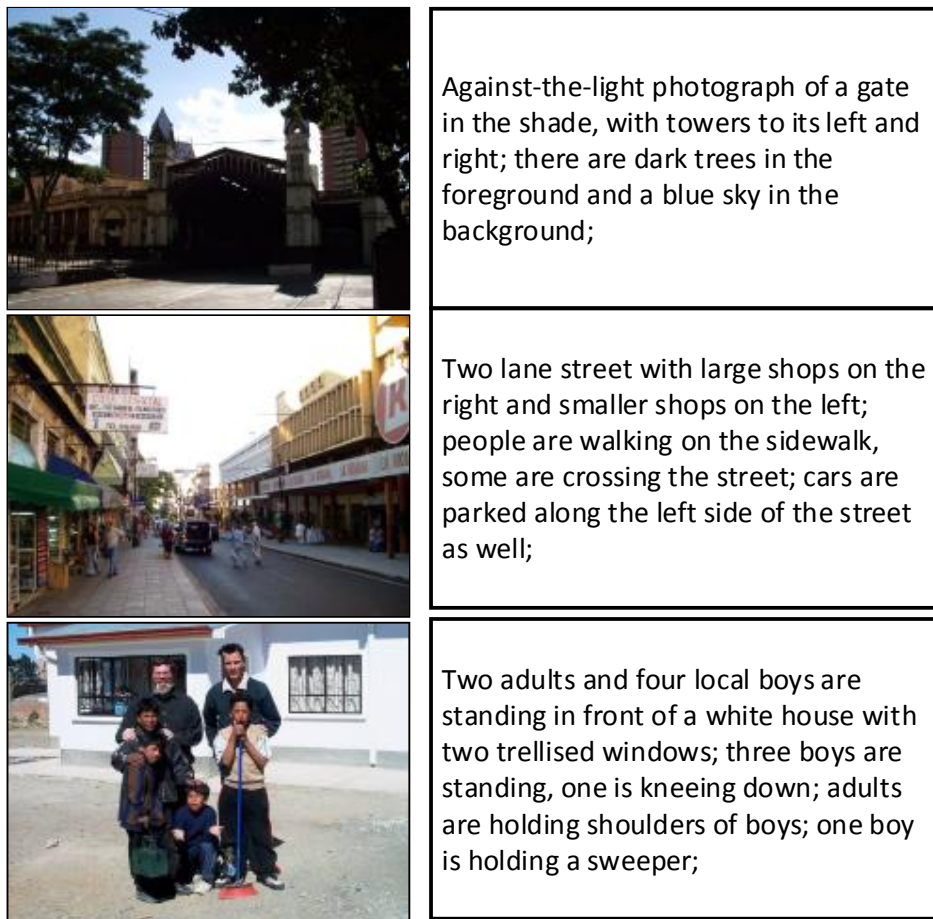 Against-the-light photograph of a gate
in the shade, with towers to its left and
right; there are dark trees in the
foreground and a blue sky in the
background;
K
Two lane street with large shops on the
right and smaller shops on the left;
people are walking on the sidewalk,
some are crossing the street; cars are
parked along the left side of the street
as well;
Two adults and four local boys are
standing in front of a white house with
two trellised windows; three boys are
standing, one is kneeing down; adults
are holding shoulders of boys; one boy
is holding a sweeper;